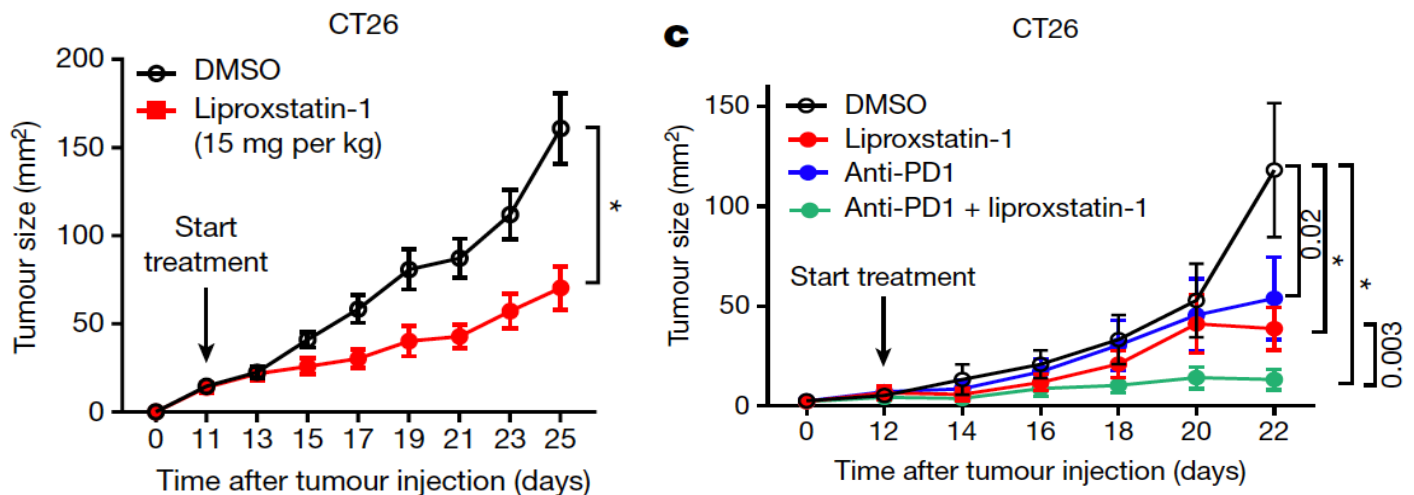 CT26
200
150
100
50
0
Tumour size (mm²)
DMSO
Liproxstatin-1
(15 mg per kg)
Start
treatment
*
0 11 13 15 17 19 21 23 25
Time after tumour injection (days)
c
CT26
150
100
50
0
Tumour size (mm²)
DMSO
Liproxstatin-1
Anti-PD1
Anti-PD1 + liproxstatin-1
Start treatment
0.02
*
*
0.003
0 12 14 16 18 20 22
Time after tumour injection (days)